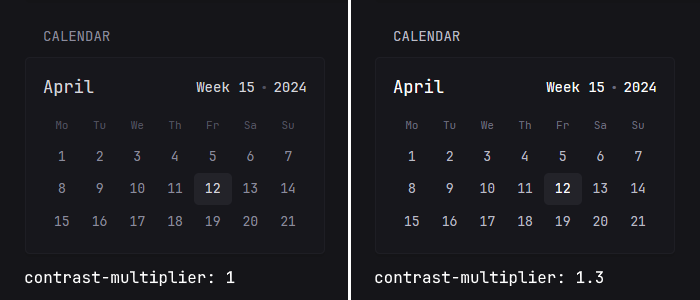 CALENDAR
April Week 15 • 2024
Mo Tu We Th Fr Sa Su
1 2 3 4 5 6 7
8 9 10 11 12 13 14
15 16 17 18 19 20 21
contrast-multiplier: 1
CALENDAR
April Week 15 • 2024
Mo Tu We Th Fr Sa Su
1 2 3 4 5 6 7
8 9 10 11 12 13 14
15 16 17 18 19 20 21
contrast-multiplier: 1.3